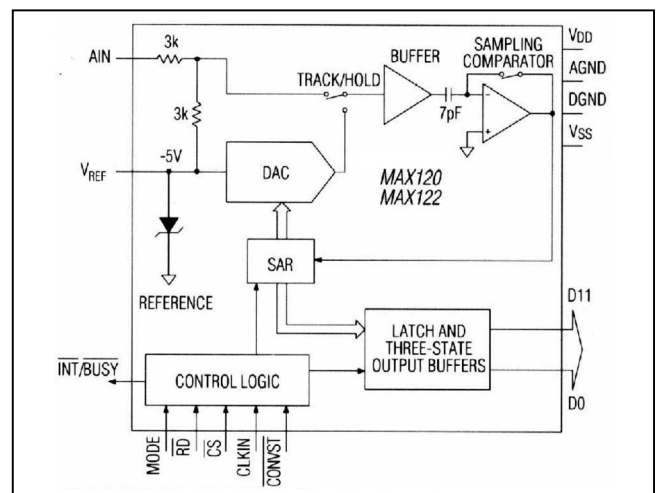 3k
AIN
BUFFER
SAMPLING
COMPARATOR
VDD
AGND
DGND
VSS
TRACK/HOLD
3k
7pF
-
+
-5V
VREF
DAC
MAX120
MAX122
SAR
REFERENCE
D11
LATCH AND
THREE-STATE
OUTPUT BUFFERS
INT/BUSY
CONTROL LOGIC
D0
MODE
RD
CS
CLKIN
CONVST